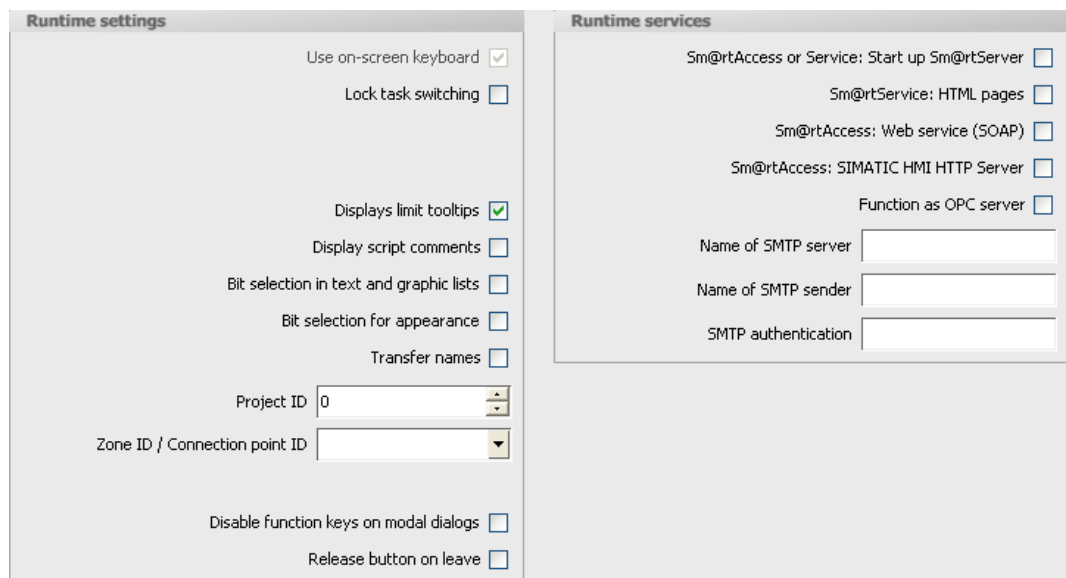 Runtime settings
Use on-screen keyboard
Lock task switching
Displays limit tooltips
Display script comments
Bit selection in text and graphic lists
Bit selection for appearance
Transfer names
Project ID 0
Zone ID / Connection point ID
Disable function keys on modal dialogs
Release button on leave
Runtime services
Sm@rtAccess or Service: Start up Sm@rtServer
Sm@rtService: HTML pages
Sm@rtAccess: Web service (SOAP)
Sm@rtAccess: SIMATIC HMI HTTP Server
Function as OPC server
Name of SMTP server
Name of SMTP sender
SMTP authentication